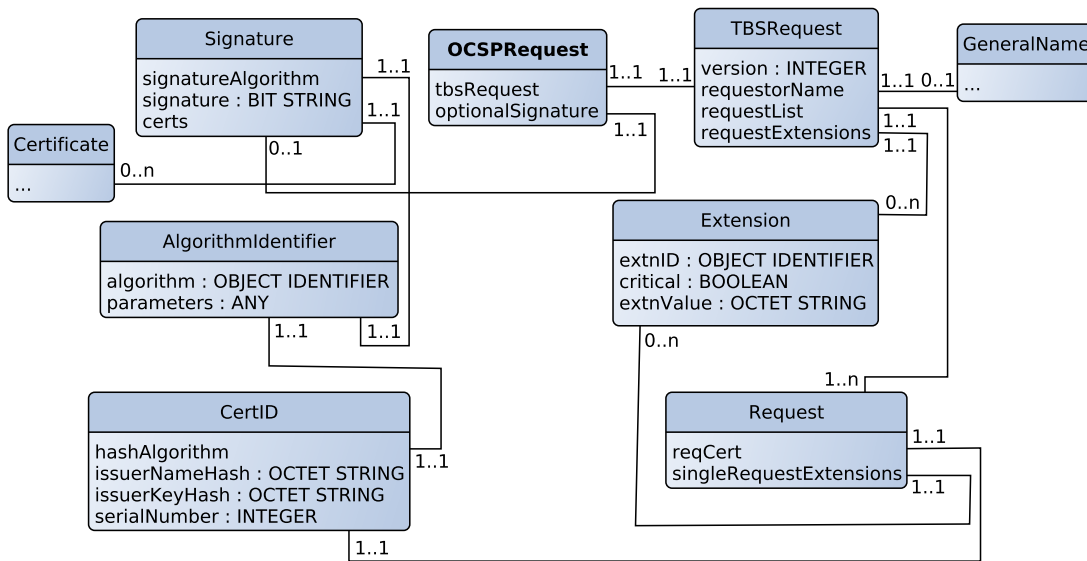 Signature
signatureAlgorithm
signature : BIT STRING
certs
1..1
1..1
0..1
OCSPRequest
tbsRequest
optionalSignature
1..1
1..1
1..1
TBSRequest
version : INTEGER
requestorName
requestList
requestExtensions
1..1
0..1
1..1
1..1
GeneralName
...
Certificate
...
0..n
AlgorithmIdentifier
algorithm : OBJECT IDENTIFIER
parameters : ANY
1..1
1..1
0..n
Extension
extnID : OBJECT IDENTIFIER
critical : BOOLEAN
extnValue : OCTET STRING
0..n
1..n
CertID
hashAlgorithm
issuerNameHash : OCTET STRING
issuerKeyHash : OCTET STRING
serialNumber : INTEGER
1..1
1..1
Request
reqCert
singleRequestExtensions
1..1
1..1